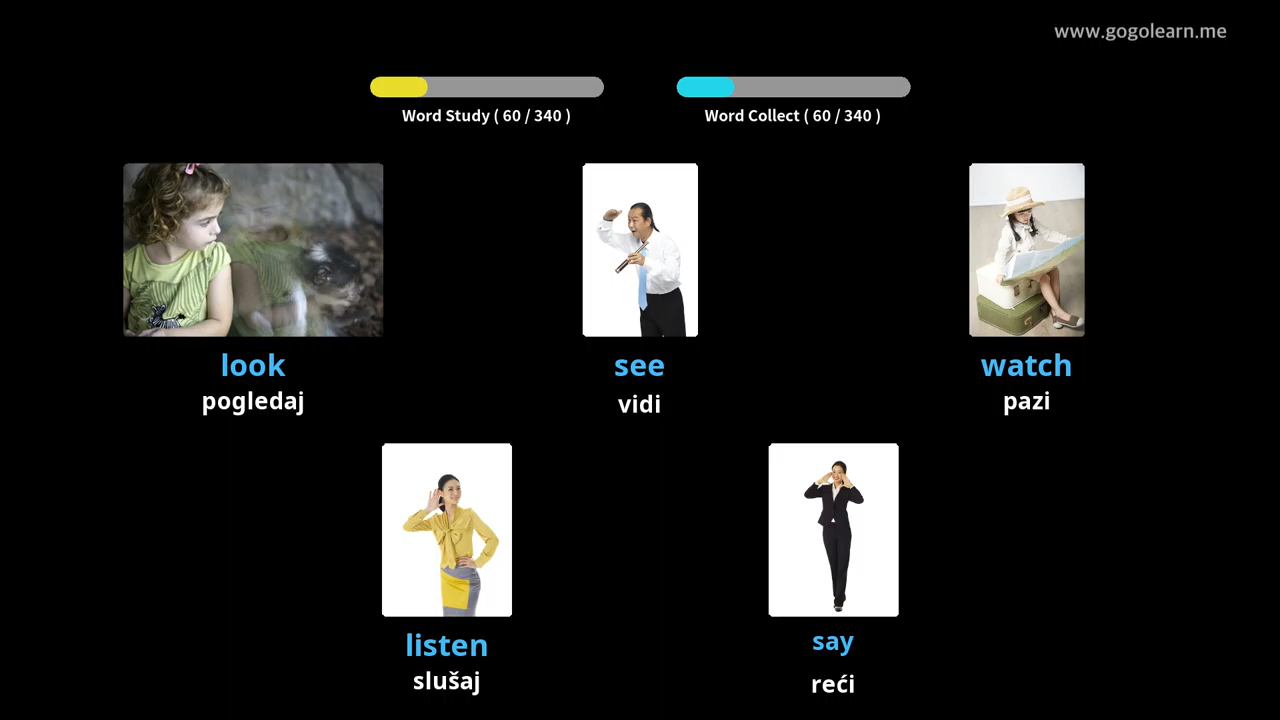 www.gogolearn.me
Word Study ( 60 / 340 )
Word Collect ( 60 / 340 )
look
pogledaj
see
vidi
watch
pazi
listen
slušaj
say
reći